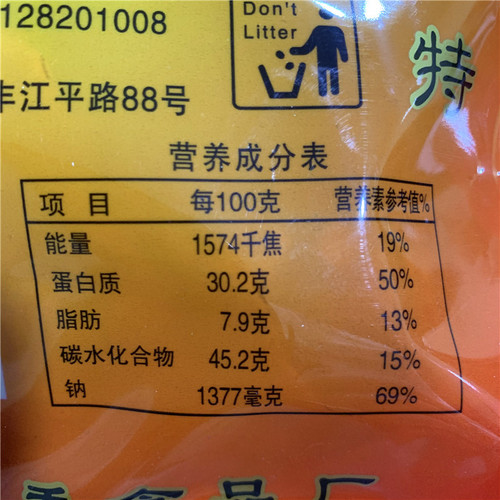 128201008
Don't
Litter
特
江平路88号
营养成分表
项 目 每100克 营养素参考值%
能量 1574千焦 19%
蛋白质 30.2克 50%
脂肪 7.9克 13%
碳水化合物 45.2克 15%
钠 1377毫克 69%
食品厂